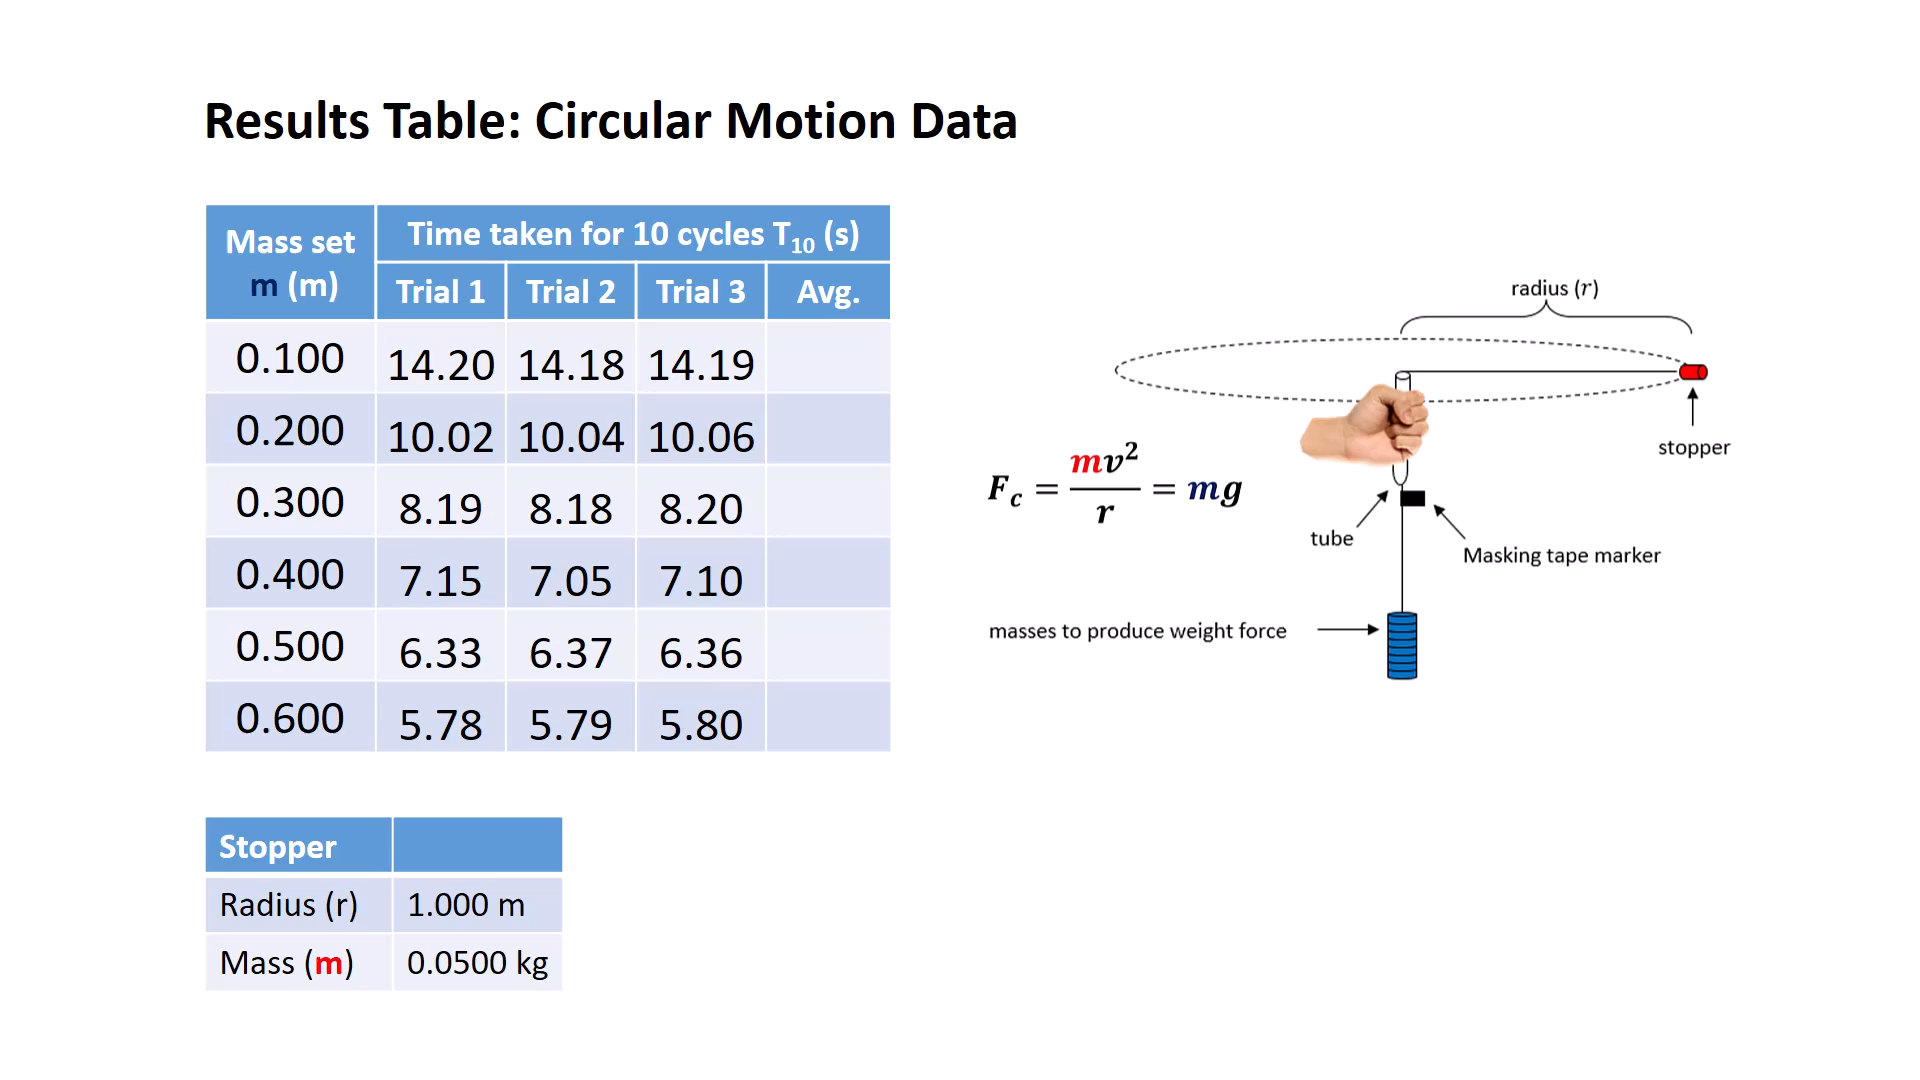 Results Table: Circular Motion Data
Mass set
m (m)
Time taken for 10 cycles T₁₀ (s)
Trial 1 Trial 2 Trial 3 Avg.
0.100 14.20 14.18 14.19
0.200 10.02 10.04 10.06
0.300 8.19 8.18 8.20
0.400 7.15 7.05 7.10
0.500 6.33 6.37 6.36
0.600 5.78 5.79 5.80
radius (r)
stopper
F_c = mv²/r = mg
tube
Masking tape marker
masses to produce weight force
Stopper
Radius (r) 1.000 m
Mass (m) 0.0500 kg